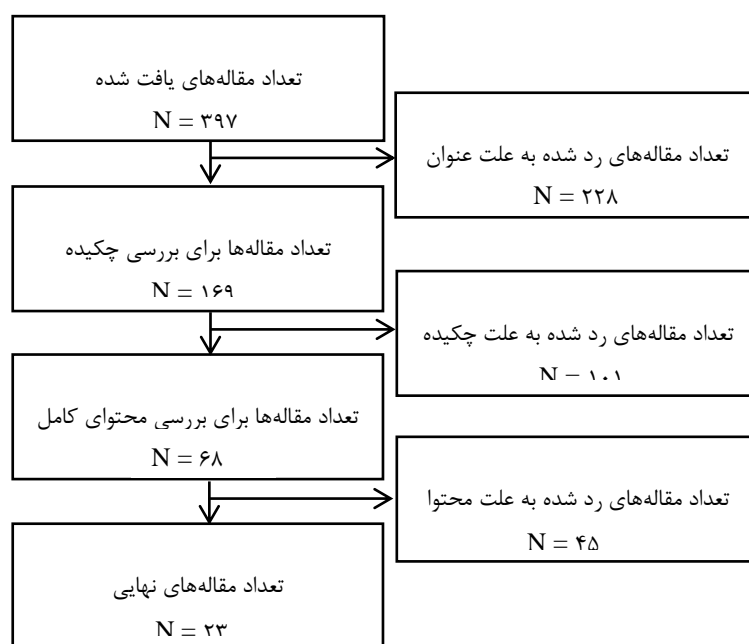 تعداد مقاله‌های یافت شده
N = ۳۹۷
تعداد مقاله‌های رد شده به علت عنوان
N = ۲۲۸
تعداد مقاله‌ها برای بررسی چکیده
N = ۱۶۹
تعداد مقاله‌های رد شده به علت چکیده
N = ۱۰۱
تعداد مقاله‌ها برای بررسی محتوای کامل
N = ۶۸
تعداد مقاله‌های رد شده به علت محتوا
N = ۴۵
تعداد مقاله‌های نهایی
N = ۲۳